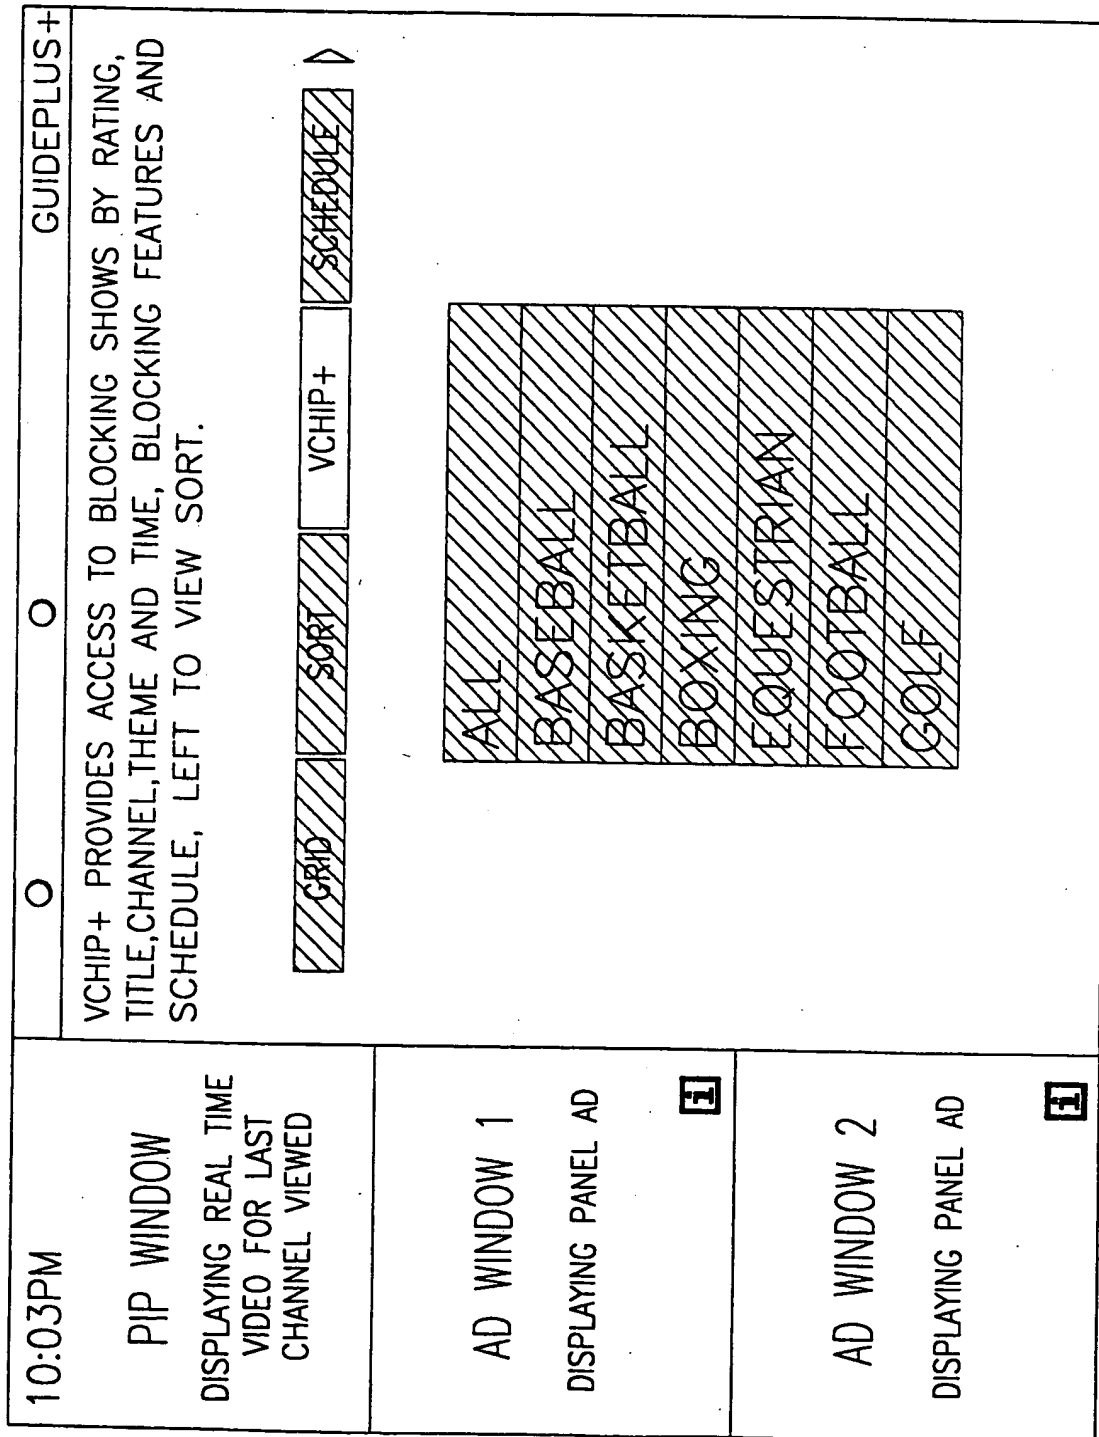 10:03PM
GUIDEPLUS+
PIP WINDOW
DISPLAYING REAL TIME
VIDEO FOR LAST
CHANNEL VIEWED
AD WINDOW 1
DISPLAYING PANEL AD
i
AD WINDOW 2
DISPLAYING PANEL AD
i
VCHIP+ PROVIDES ACCESS TO BLOCKING SHOWS BY RATING,
TITLE,CHANNEL,THEME AND TIME, BLOCKING FEATURES AND
SCHEDULE, LEFT TO VIEW SORT.
GRID SORT VCHIP+ SCHEDULE
ALL
BASEBALL
BASKETBALL
BOXING
EQUESTRIAN
FOOTBALL
GOLF